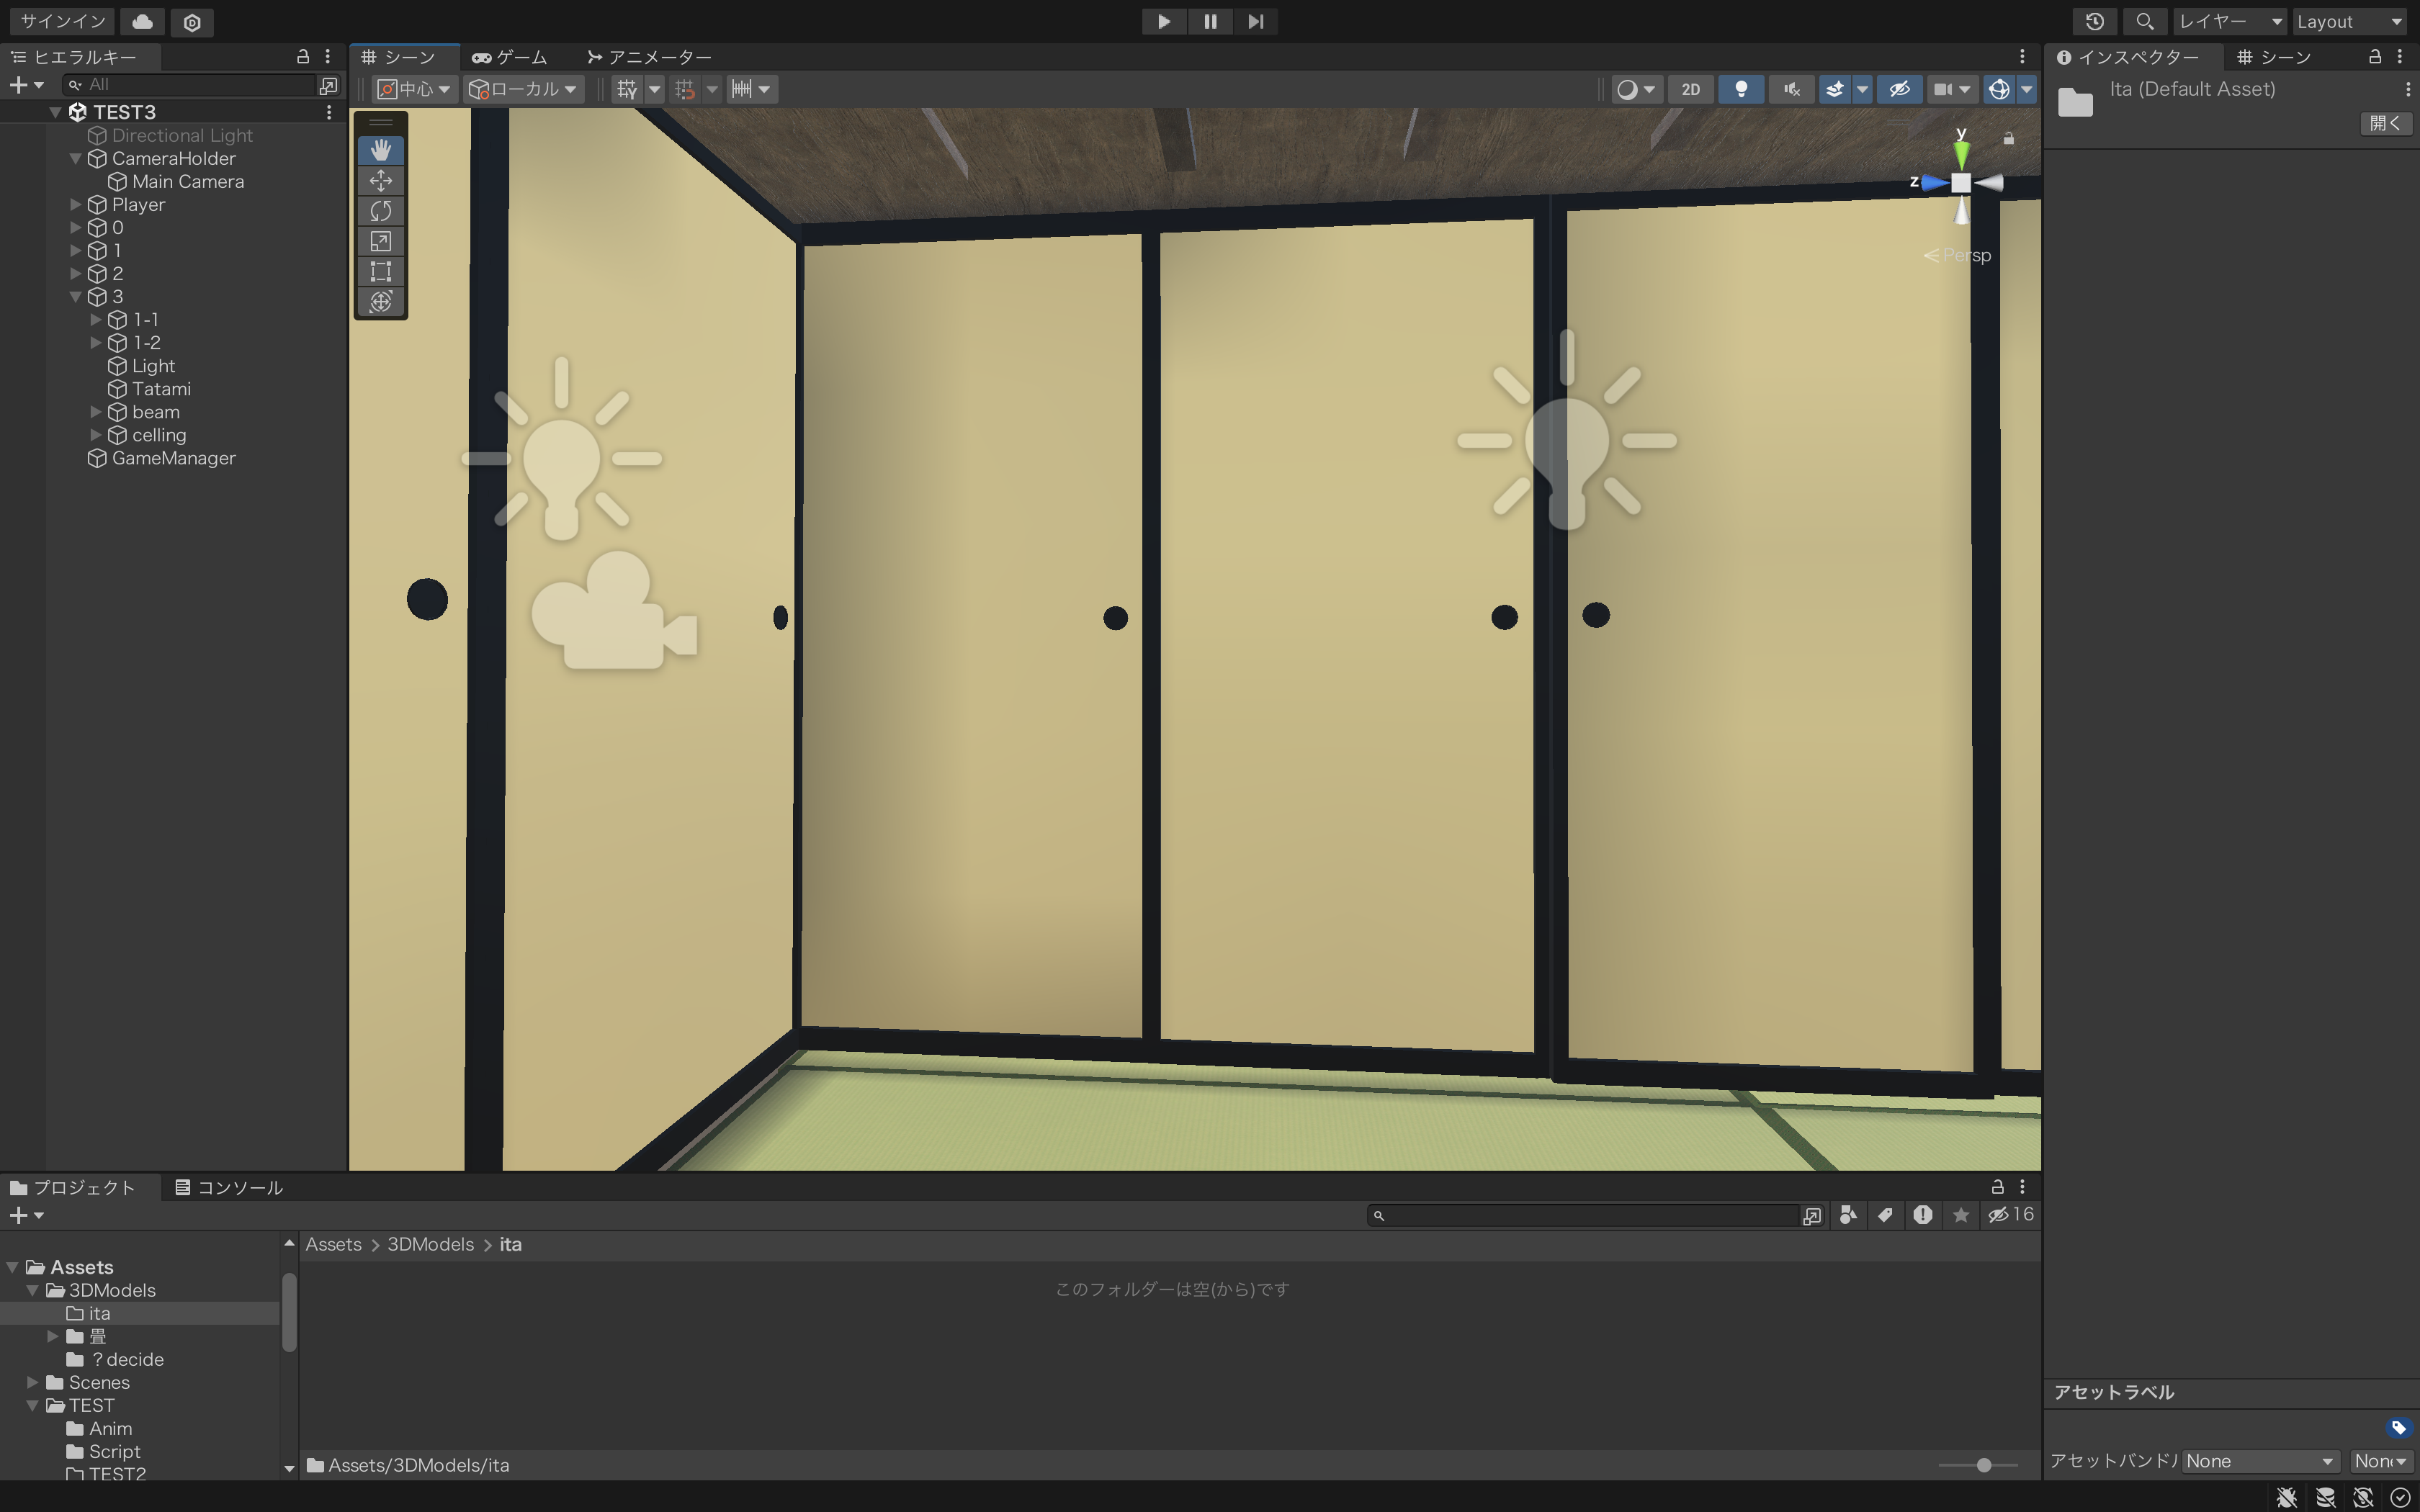 サインイン
レイヤー
Layout
ヒエラルキー
All
TEST3
Directional Light
CameraHolder
Main Camera
Player
0
1
2
3
1-1
1-2
Light
Tatami
beam
celling
GameManager
シーン
ゲーム
アニメーター
中心
ローカル
2D
y
z
Persp
インスペクター
シーン
Ita (Default Asset)
開く
プロジェクト
コンソール
16
Assets
3DModels
ita
畳
？decide
Scenes
TEST
Anim
Script
TEST2
Assets > 3DModels > ita
このフォルダーは空(から)です
Assets/3DModels/ita
アセットラベル
アセットバンドル
None
None